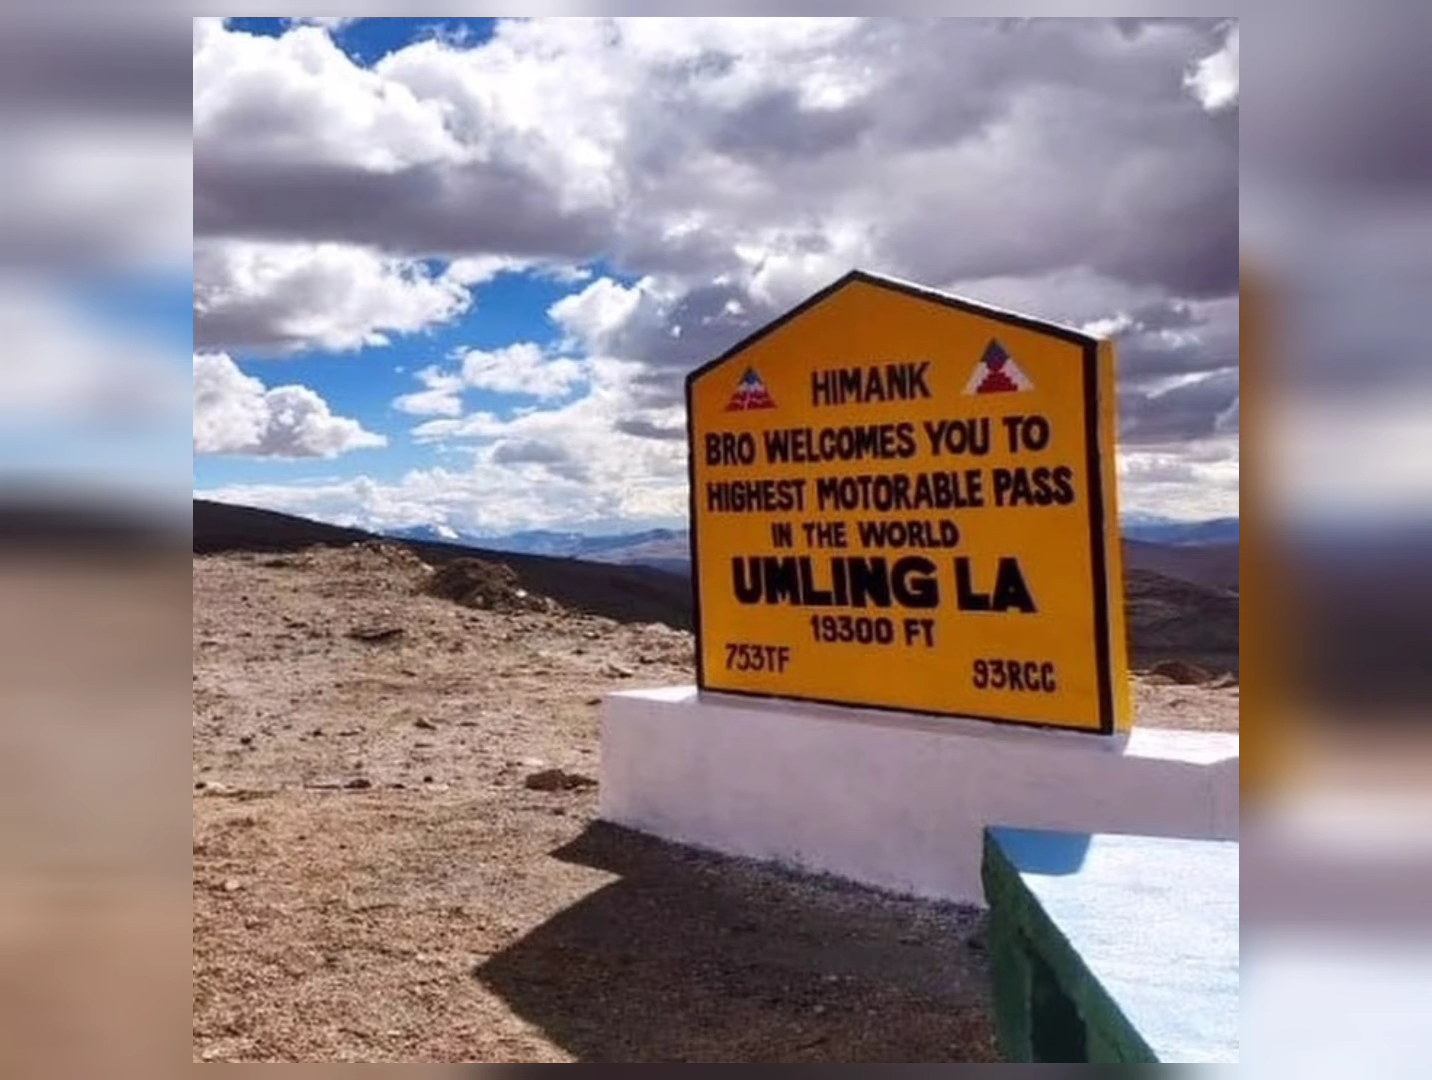 HIMANK
BRO WELCOMES YOU TO
HIGHEST MOTORABLE PASS
IN THE WORLD
UMLING LA
19300 FT
753TF 93RCC